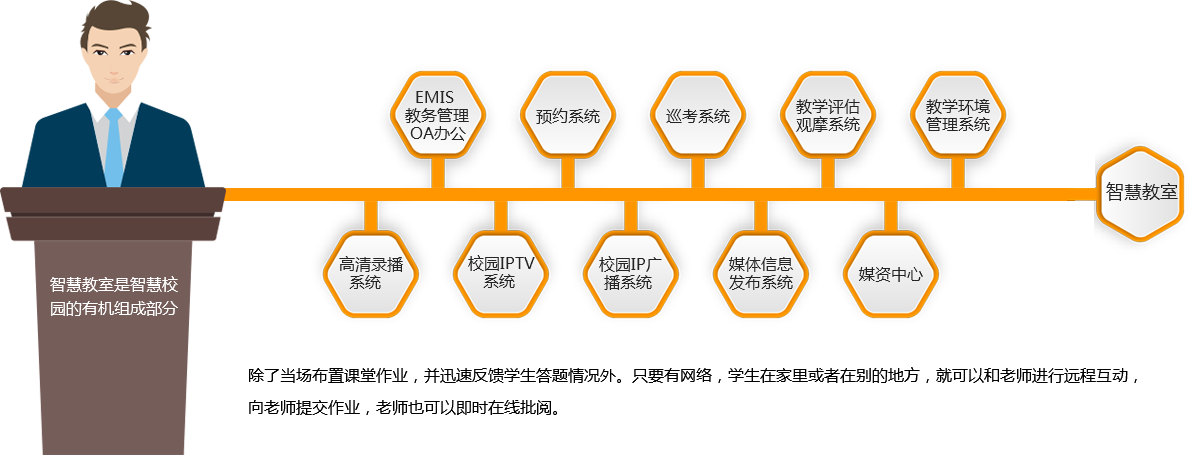 EMIS
教务管理
OA办公
预约系统
巡考系统
教学评估
观摩系统
教学环境
管理系统
智慧教室
高清录播
系统
校园IPTV
系统
校园IP广
播系统
媒体信息
发布系统
媒资中心
智慧教室是智慧校
园的有机组成部分
除了当场布置课堂作业，并迅速反馈学生答题情况外。只要有网络，学生在家里或者在别的地方，就可以和老师进行远程互动，
向老师提交作业，老师也可以即时在线批阅。